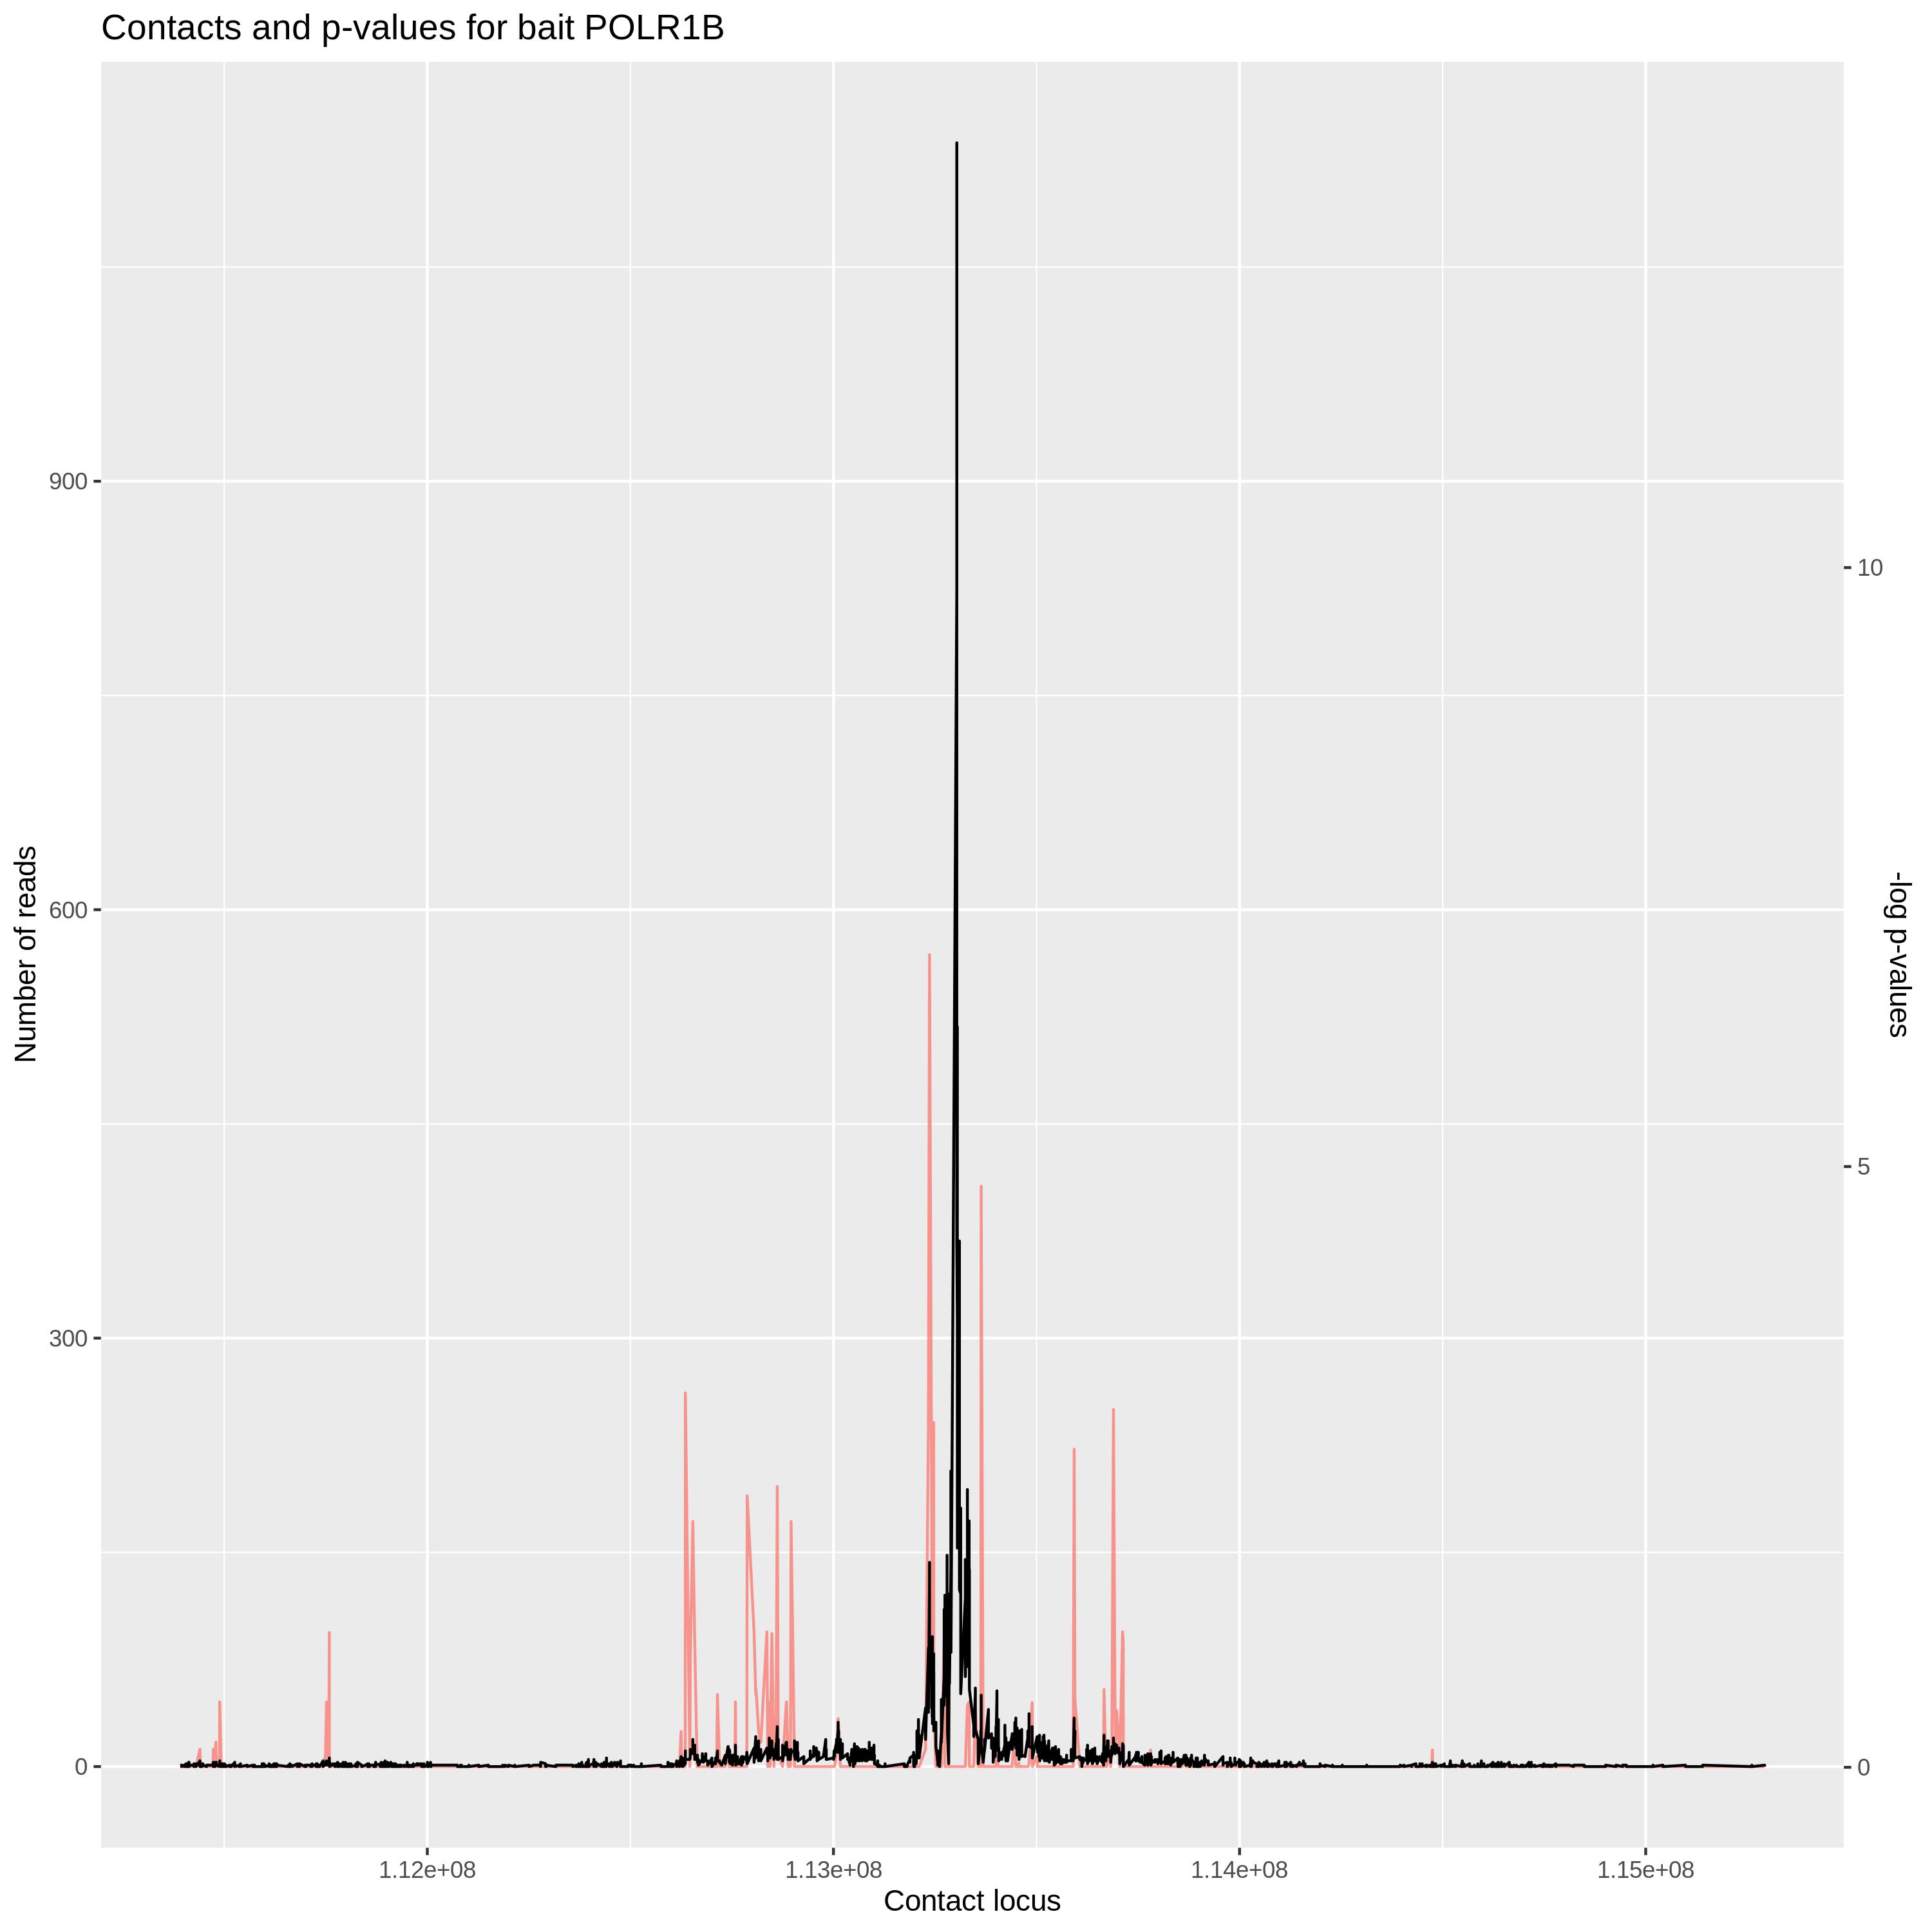 Contacts and p-values for bait POLR1B
900
600
300
0
Number of reads
10
5
0
-log p-values
1.12e+08
1.13e+08
1.14e+08
1.15e+08
Contact locus